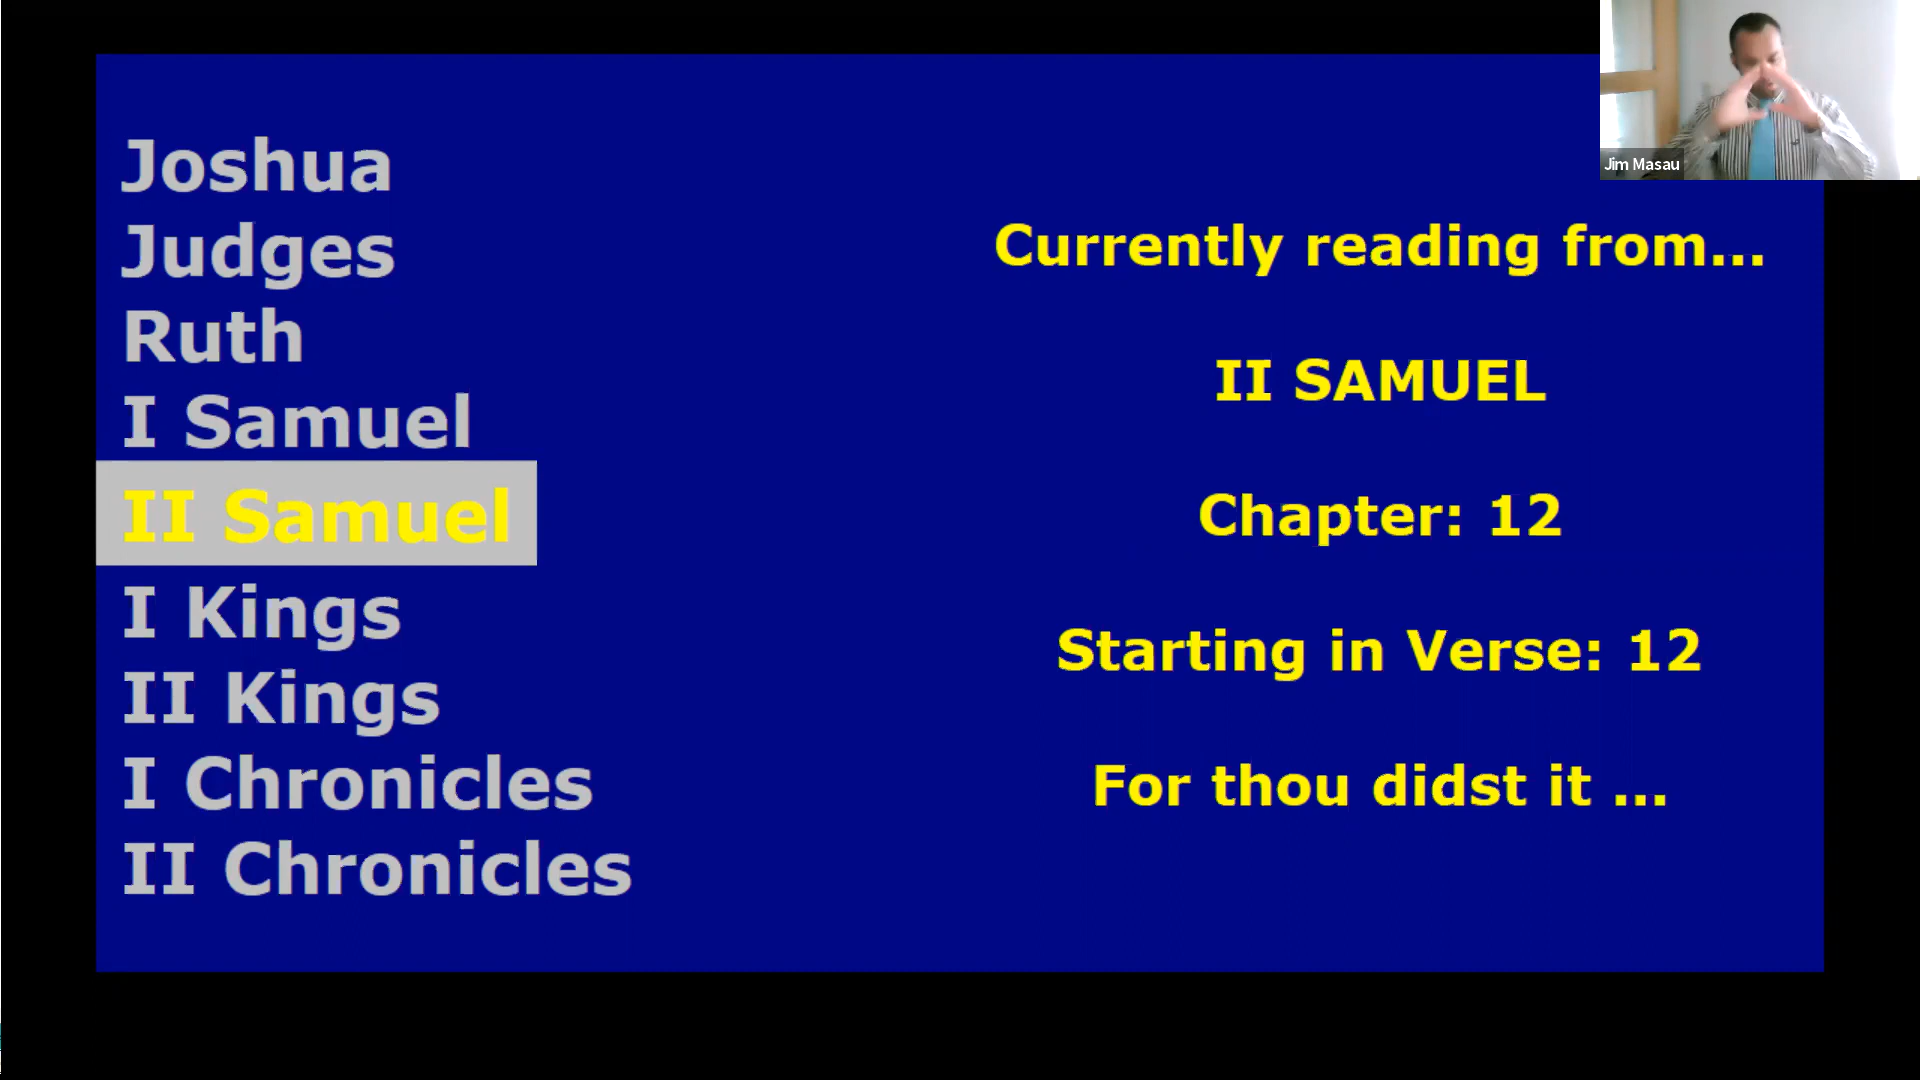 Joshua
Judges
Ruth
I Samuel
II Samuel
I Kings
II Kings
I Chronicles
II Chronicles
Currently reading from...
II SAMUEL
Chapter: 12
Starting in Verse: 12
For thou didst it ...
Jim Masau